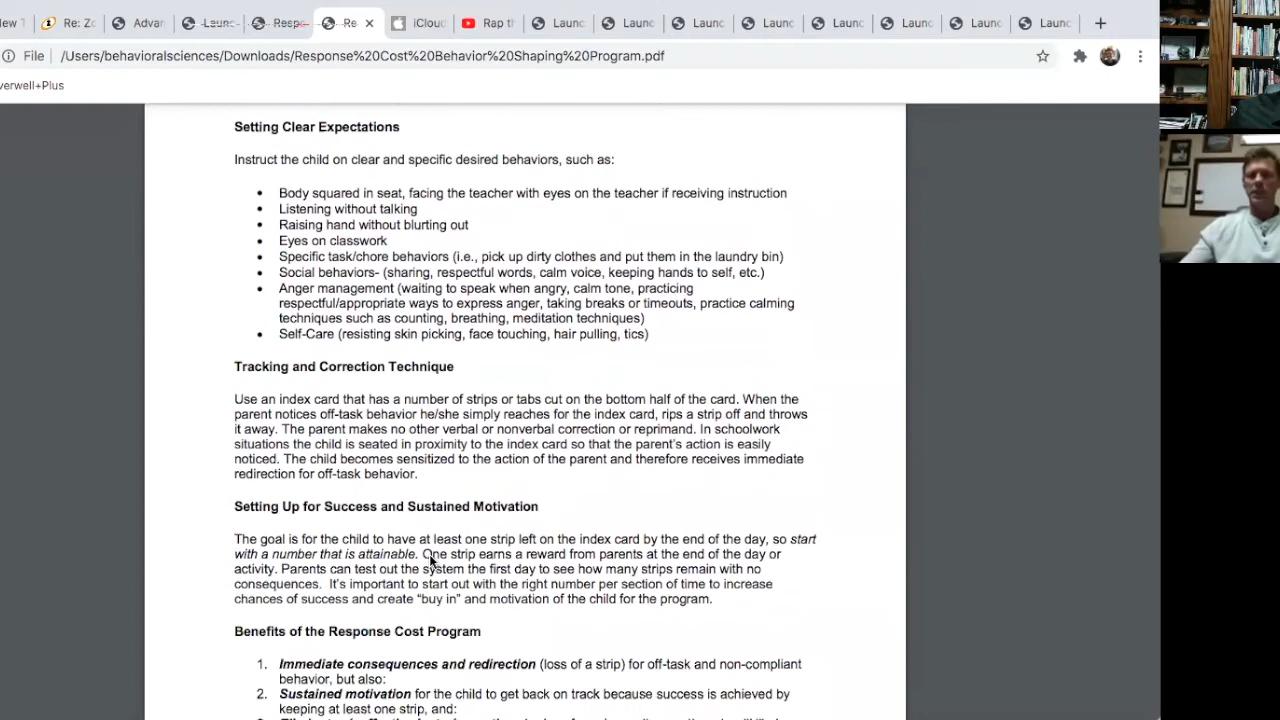 Re: Zo
Advan
Launc
Respo
Re
iCloud
Rap th
Launc
Launc
Launc
Launc
Launc
Launc
Launc
Launc
File /Users/behavioralsciences/Downloads/Response%20Cost%20Behavior%20Shaping%20Program.pdf
verwell+Plus
Setting Clear Expectations
Instruct the child on clear and specific desired behaviors, such as:
• Body squared in seat, facing the teacher with eyes on the teacher if receiving instruction
• Listening without talking
• Raising hand without blurting out
• Eyes on classwork
• Specific task/chore behaviors (i.e., pick up dirty clothes and put them in the laundry bin)
• Social behaviors- (sharing, respectful words, calm voice, keeping hands to self, etc.)
• Anger management (waiting to speak when angry, calm tone, practicing
respectful/appropriate ways to express anger, taking breaks or timeouts, practice calming
techniques such as counting, breathing, meditation techniques)
• Self-Care (resisting skin picking, face touching, hair pulling, tics)
Tracking and Correction Technique
Use an index card that has a number of strips or tabs cut on the bottom half of the card. When the
parent notices off-task behavior he/she simply reaches for the index card, rips a strip off and throws
it away. The parent makes no other verbal or nonverbal correction or reprimand. In schoolwork
situations the child is seated in proximity to the index card so that the parent's action is easily
noticed. The child becomes sensitized to the action of the parent and therefore receives immediate
redirection for off-task behavior.
Setting Up for Success and Sustained Motivation
The goal is for the child to have at least one strip left on the index card by the end of the day, so start
with a number that is attainable. One strip earns a reward from parents at the end of the day or
activity. Parents can test out the system the first day to see how many strips remain with no
consequences. It's important to start out with the right number per section of time to increase
chances of success and create “buy in” and motivation of the child for the program.
Benefits of the Response Cost Program
1. Immediate consequences and redirection (loss of a strip) for off-task and non-compliant
behavior, but also:
2. Sustained motivation for the child to get back on track because success is achieved by
keeping at least one strip, and: